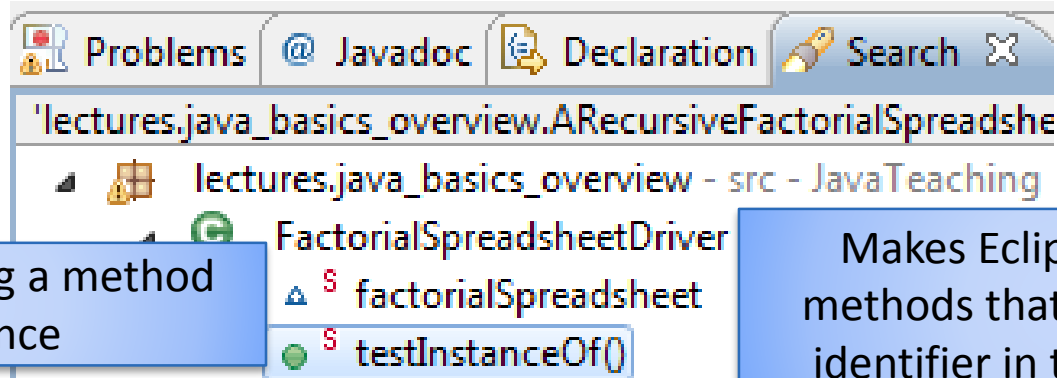 Problems @ Javadoc Declaration Search
'lectures.java_basics_overview.ARecursiveFactorialSpreadshe
lectures.java_basics_overview - src - JavaTeaching
FactorialSpreadsheetDriver
S factorialSpreadsheet
S testInstanceOf()
g a method
nce
Makes Eclip
methods that
identifier in t